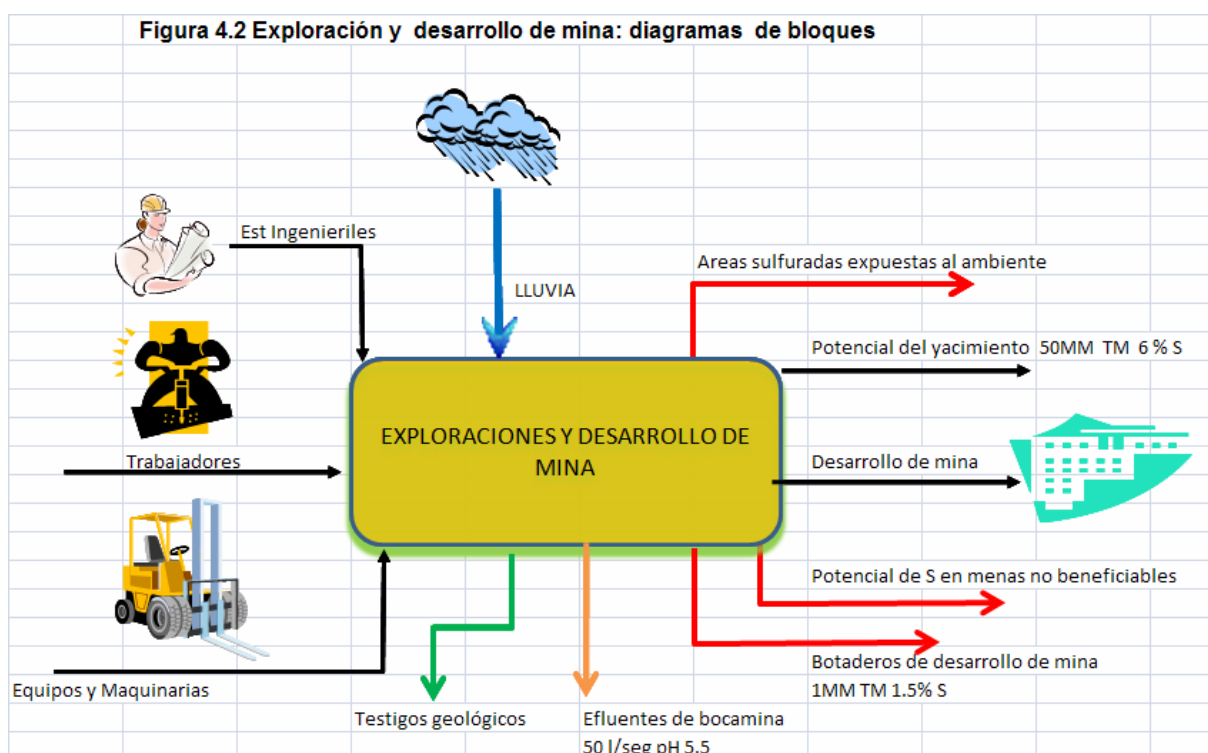 Figura 4.2 Exploración y desarrollo de mina: diagramas de bloques
Est Ingenieriles
LLUVIA
Areas sulfuradas expuestas al ambiente
Potencial del yacimiento 50MM TM 6 % S
EXPLORACIONES Y DESARROLLO DE
MINA
Trabajadores
Desarrollo de mina
Potencial de S en menas no beneficiables
Botaderos de desarrollo de mina
1MM TM 1.5% S
Equipos y Maquinarias
Testigos geológicos
Efluentes de bocamina
50 l/seg pH 5.5